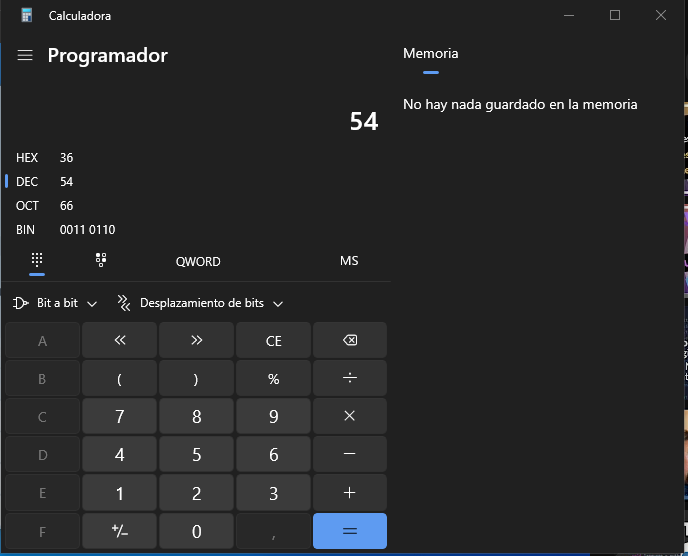 Calculadora
Programador
Memoria
No hay nada guardado en la memoria
54
HEX 36
DEC 54
OCT 66
BIN 0011 0110
QWORD MS
Bit a bit Desplazamiento de bits
A « » CE
B ( ) % ÷
C 7 8 9 ×
D 4 5 6 −
E 1 2 3 +
F +/− 0 , =